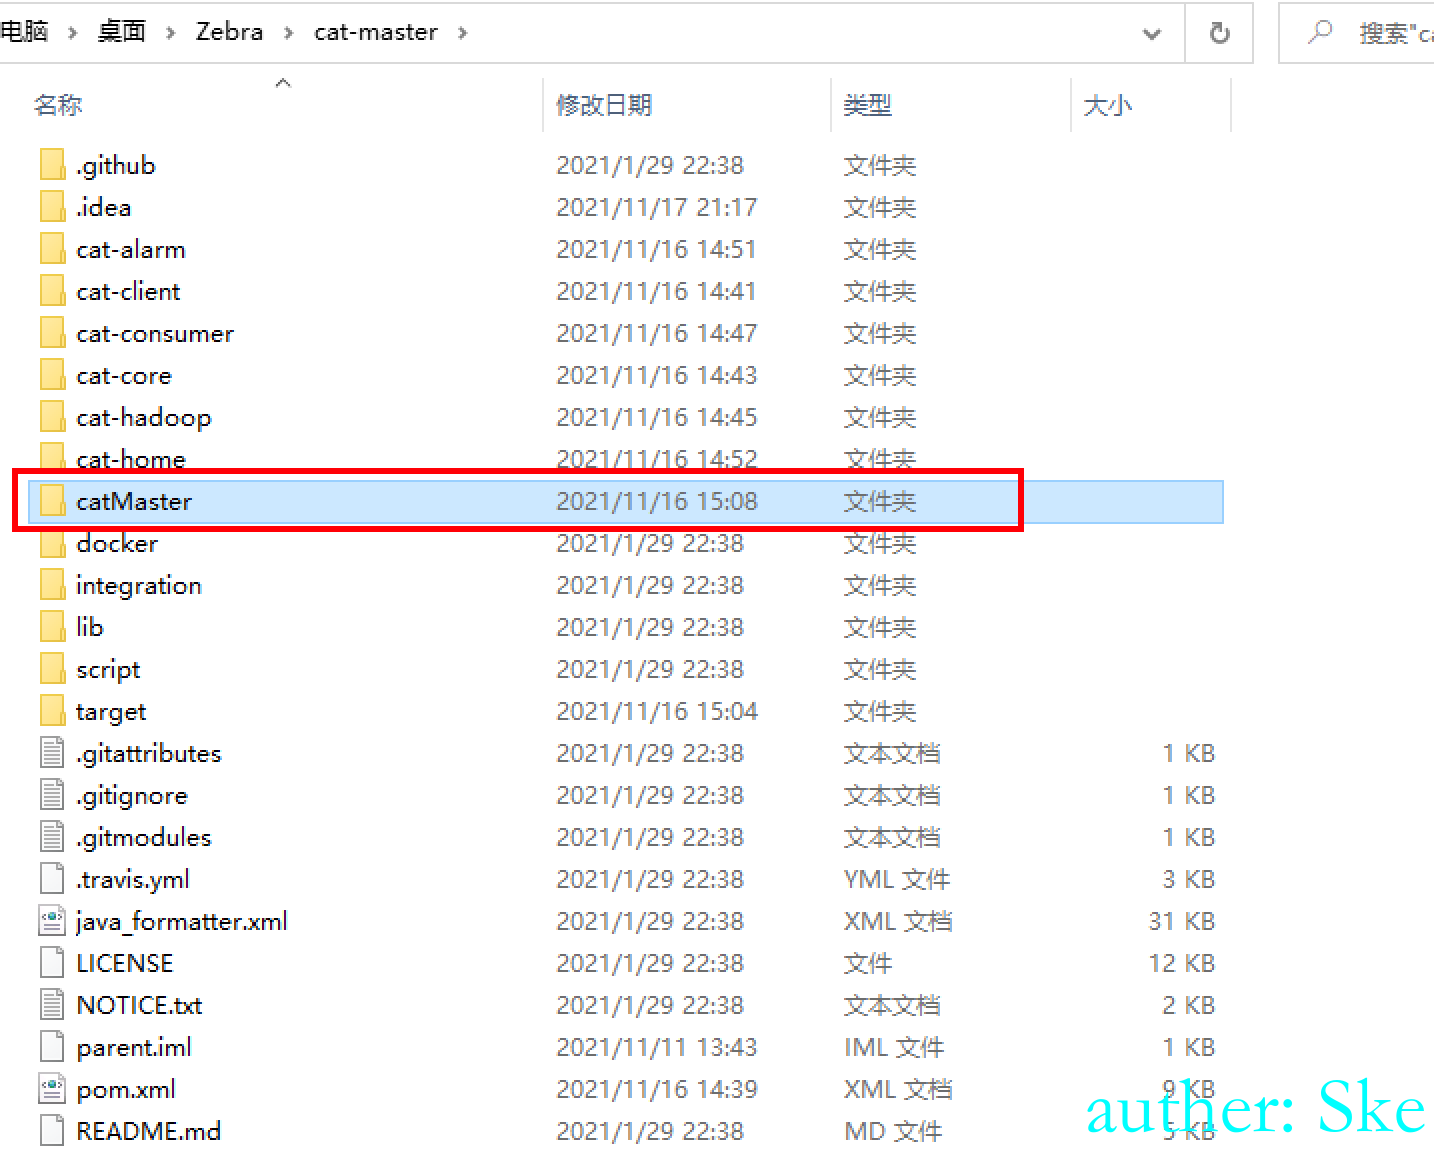 电脑 > 桌面 > Zebra > cat-master >
搜索"ca
名称 修改日期 类型 大小
.github 2021/1/29 22:38 文件夹
.idea 2021/11/17 21:17 文件夹
cat-alarm 2021/11/16 14:51 文件夹
cat-client 2021/11/16 14:41 文件夹
cat-consumer 2021/11/16 14:47 文件夹
cat-core 2021/11/16 14:43 文件夹
cat-hadoop 2021/11/16 14:45 文件夹
cat-home 2021/11/16 14:52 文件夹
catMaster 2021/11/16 15:08 文件夹
docker 2021/1/29 22:38 文件夹
integration 2021/1/29 22:38 文件夹
lib 2021/1/29 22:38 文件夹
script 2021/1/29 22:38 文件夹
target 2021/11/16 15:04 文件夹
.gitattributes 2021/1/29 22:38 文本文档 1 KB
.gitignore 2021/1/29 22:38 文本文档 1 KB
.gitmodules 2021/1/29 22:38 文本文档 1 KB
.travis.yml 2021/1/29 22:38 YML 文件 3 KB
java_formatter.xml 2021/1/29 22:38 XML 文档 31 KB
LICENSE 2021/1/29 22:38 文件 12 KB
NOTICE.txt 2021/1/29 22:38 文本文档 2 KB
parent.iml 2021/11/11 13:43 IML 文件 1 KB
pom.xml 2021/11/16 14:39 XML 文档 9 KB
README.md 2021/1/29 22:38 MD 文件 5 KB
auther: Ske